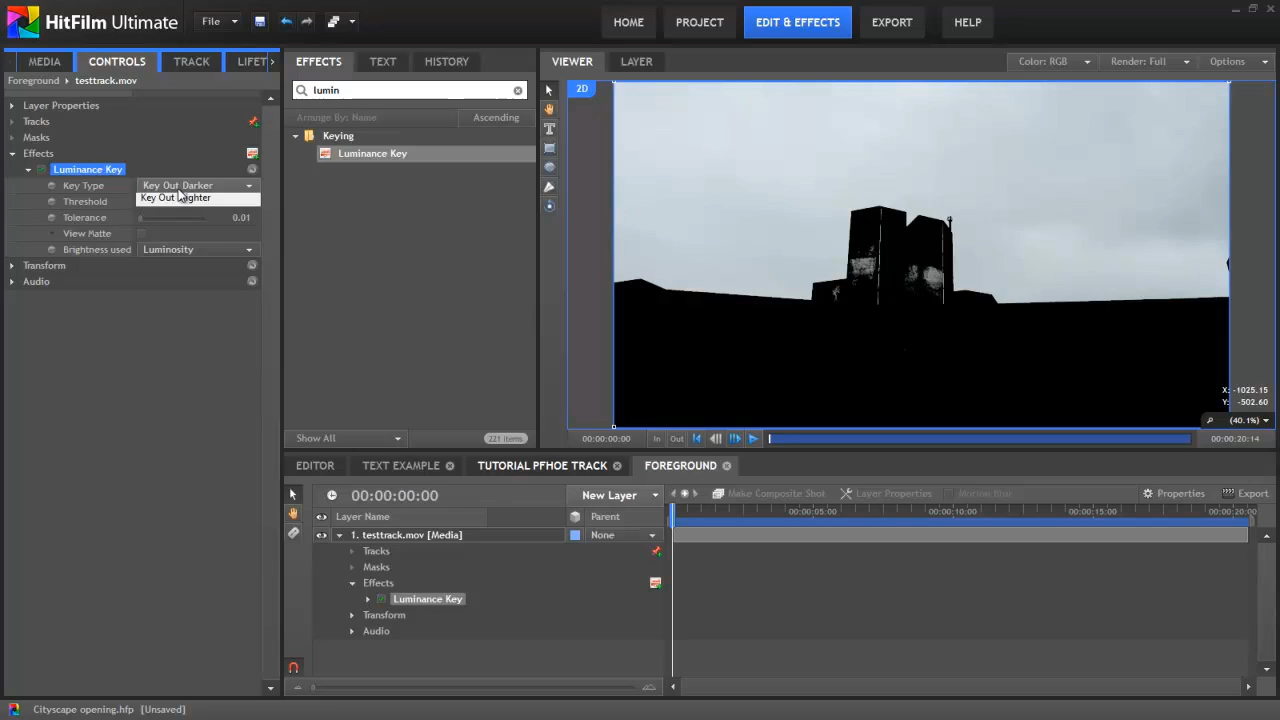 HitFilm Ultimate
File
HOME
PROJECT
EDIT & EFFECTS
EXPORT
HELP
MEDIA
CONTROLS
TRACK
LIFET
Foreground
testtrack.mov
Layer Properties
Tracks
Masks
Effects
Luminance Key
Key Type
Key Out Darker
Threshold
Tolerance
0.01
View Matte
Brightness used
Luminosity
Transform
Audio
EFFECTS
TEXT
HISTORY
lumin
Arrange By: Name
Ascending
Keying
Luminance Key
Show All
221 items
VIEWER
LAYER
Color: RGB
Render: Full
Options
2D
X: -1025.15
Y: -502.60
(40.1%)
00:00:00:00
In
Out
00:00:20:14
EDITOR
TEXT EXAMPLE
TUTORIAL PFHOE TRACK
FOREGROUND
00:00:00:00
New Layer
Make Composite Shot
Layer Properties
Motion Blur
Properties
Export
Layer Name
Parent
00:00:05:00
00:00:10:00
00:00:15:00
00:00:20:00
1. testtrack.mov [Media]
None
Tracks
Masks
Effects
Luminance Key
Transform
Audio
Cityscape opening.hfp
[Unsaved]